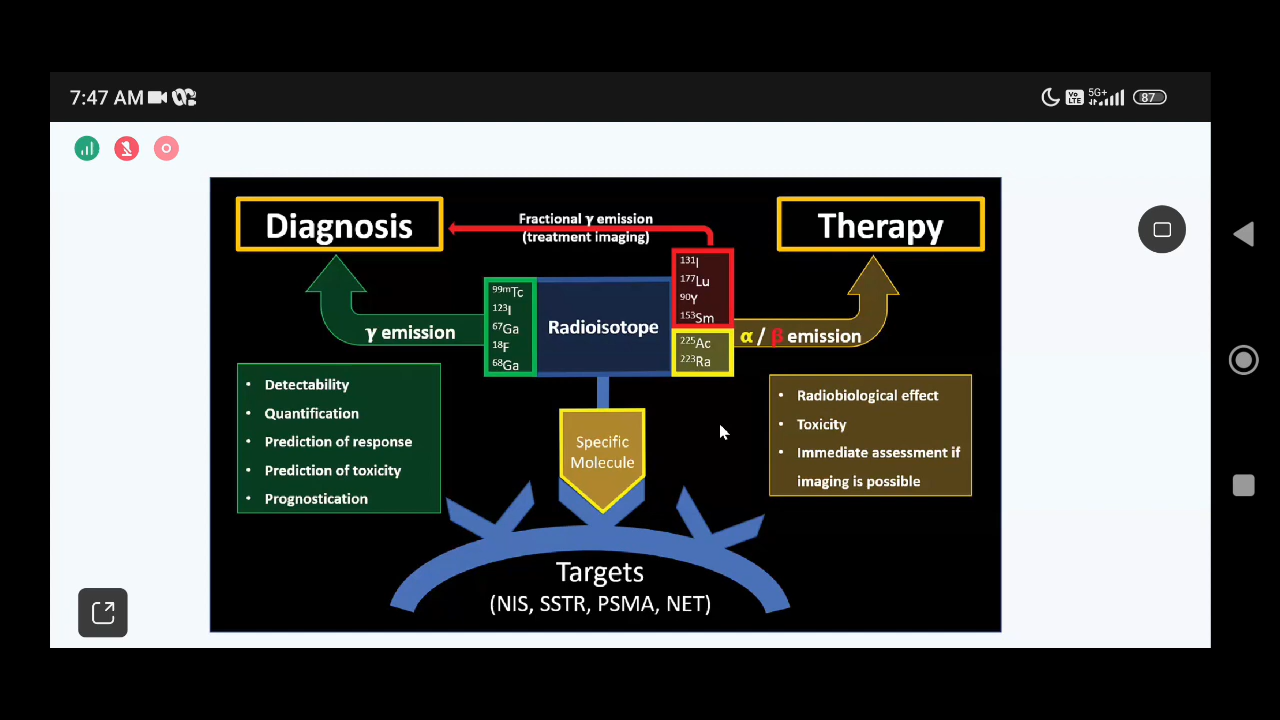 7:47 AM
Vo LTE 5G+ 87
Diagnosis
Fractional γ emission
(treatment imaging)
Therapy
γ emission
⁹⁹ᵐTc
¹²³I
⁶⁷Ga
¹⁸F
⁶⁸Ga
Radioisotope
¹³¹I
¹⁷⁷Lu
⁹⁰Y
¹⁵³Sm
²²⁵Ac
²²³Ra
α / β emission
• Detectability
• Quantification
• Prediction of response
• Prediction of toxicity
• Prognostication
Specific
Molecule
• Radiobiological effect
• Toxicity
• Immediate assessment if
imaging is possible
Targets
(NIS, SSTR, PSMA, NET)